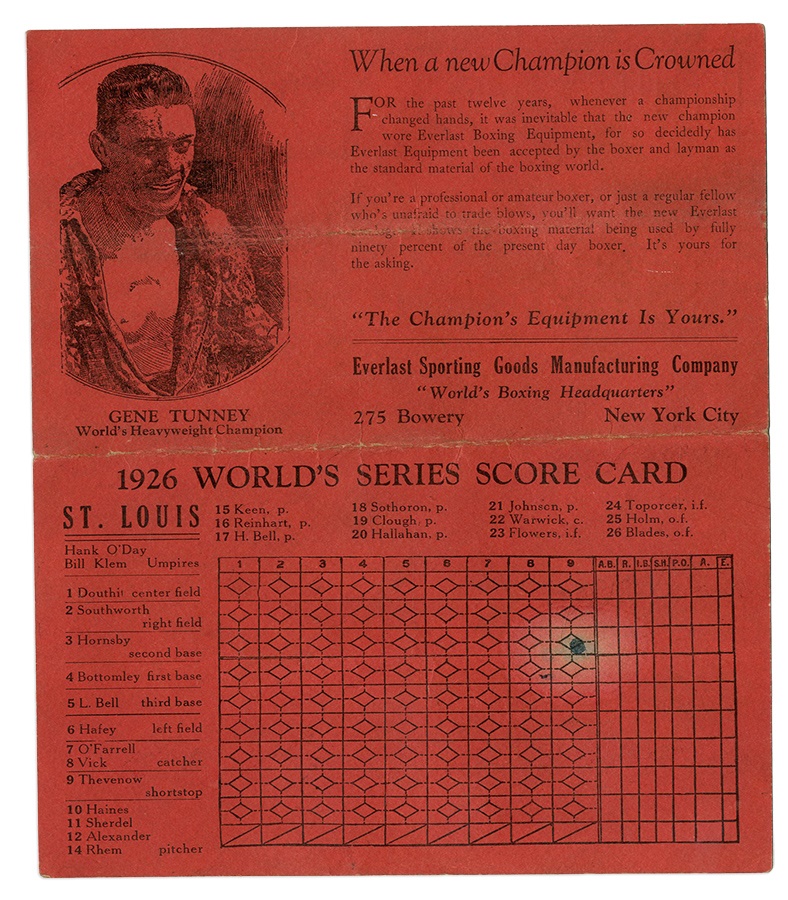 When a new Champion is Crowned
FOR the past twelve years, whenever a championship
changed hands, it was inevitable that the new champion
wore Everlast Boxing Equipment, for so decidedly has
Everlast Equipment been accepted by the boxer and layman as
the standard material of the boxing world.
If you're a professional or amateur boxer, or just a regular fellow
who's unafraid to trade blows, you'll want the new Everlast
shows the boxing material being used by fully
ninety percent of the present day boxer. It's yours for
the asking.
"The Champion's Equipment Is Yours."
Everlast Sporting Goods Manufacturing Company
"World's Boxing Headquarters"
275 Bowery New York City
GENE TUNNEY
World's Heavyweight Champion
1926 WORLD'S SERIES SCORE CARD
ST. LOUIS
15 Keen, p. 18 Sothoron, p. 21 Johnson, p. 24 Toporcer, i.f.
16 Reinhart, p. 19 Clough, p. 22 Warwick, c. 25 Holm, o.f.
17 H. Bell, p. 20 Hallahan, p. 23 Flowers, i.f. 26 Blades, o.f.
Hank O'Day
Bill Klem Umpires
1 2 3 4 5 6 7 8 9 A.B. R. 1.B. S.H. P.O. A. E.
1 Douthit center field
2 Southworth
right field
3 Hornsby
second base
4 Bottomley first base
5 L. Bell third base
6 Hafey left field
7 O'Farrell
8 Vick catcher
9 Thevenow
shortstop
10 Haines
11 Sherdel
12 Alexander
14 Rhem pitcher